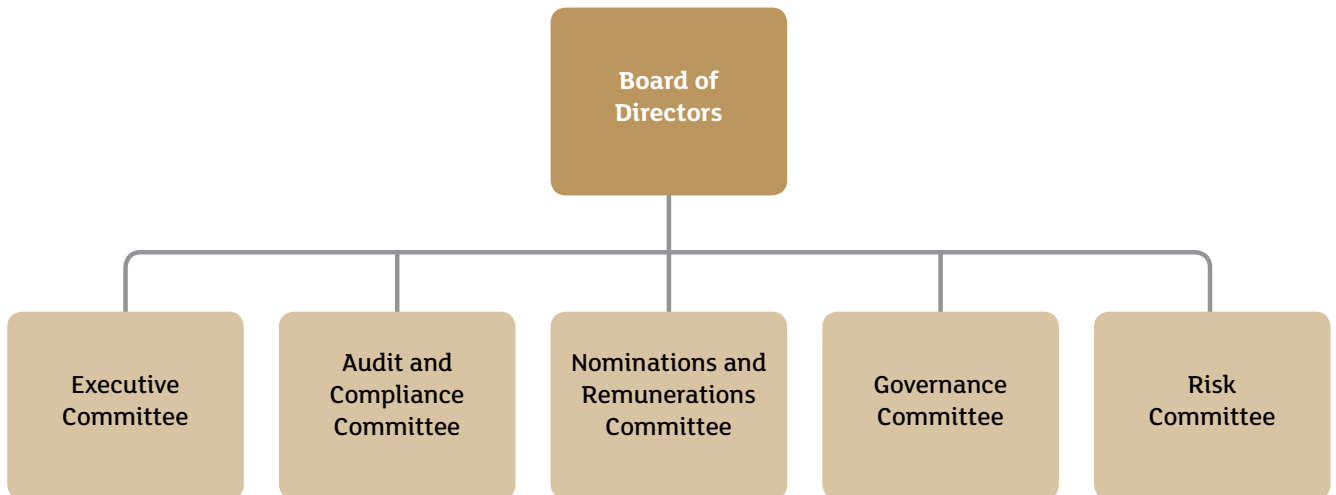 Board of
Directors
Executive
Committee
Audit and
Compliance
Committee
Nominations and
Remunerations
Committee
Governance
Committee
Risk
Committee